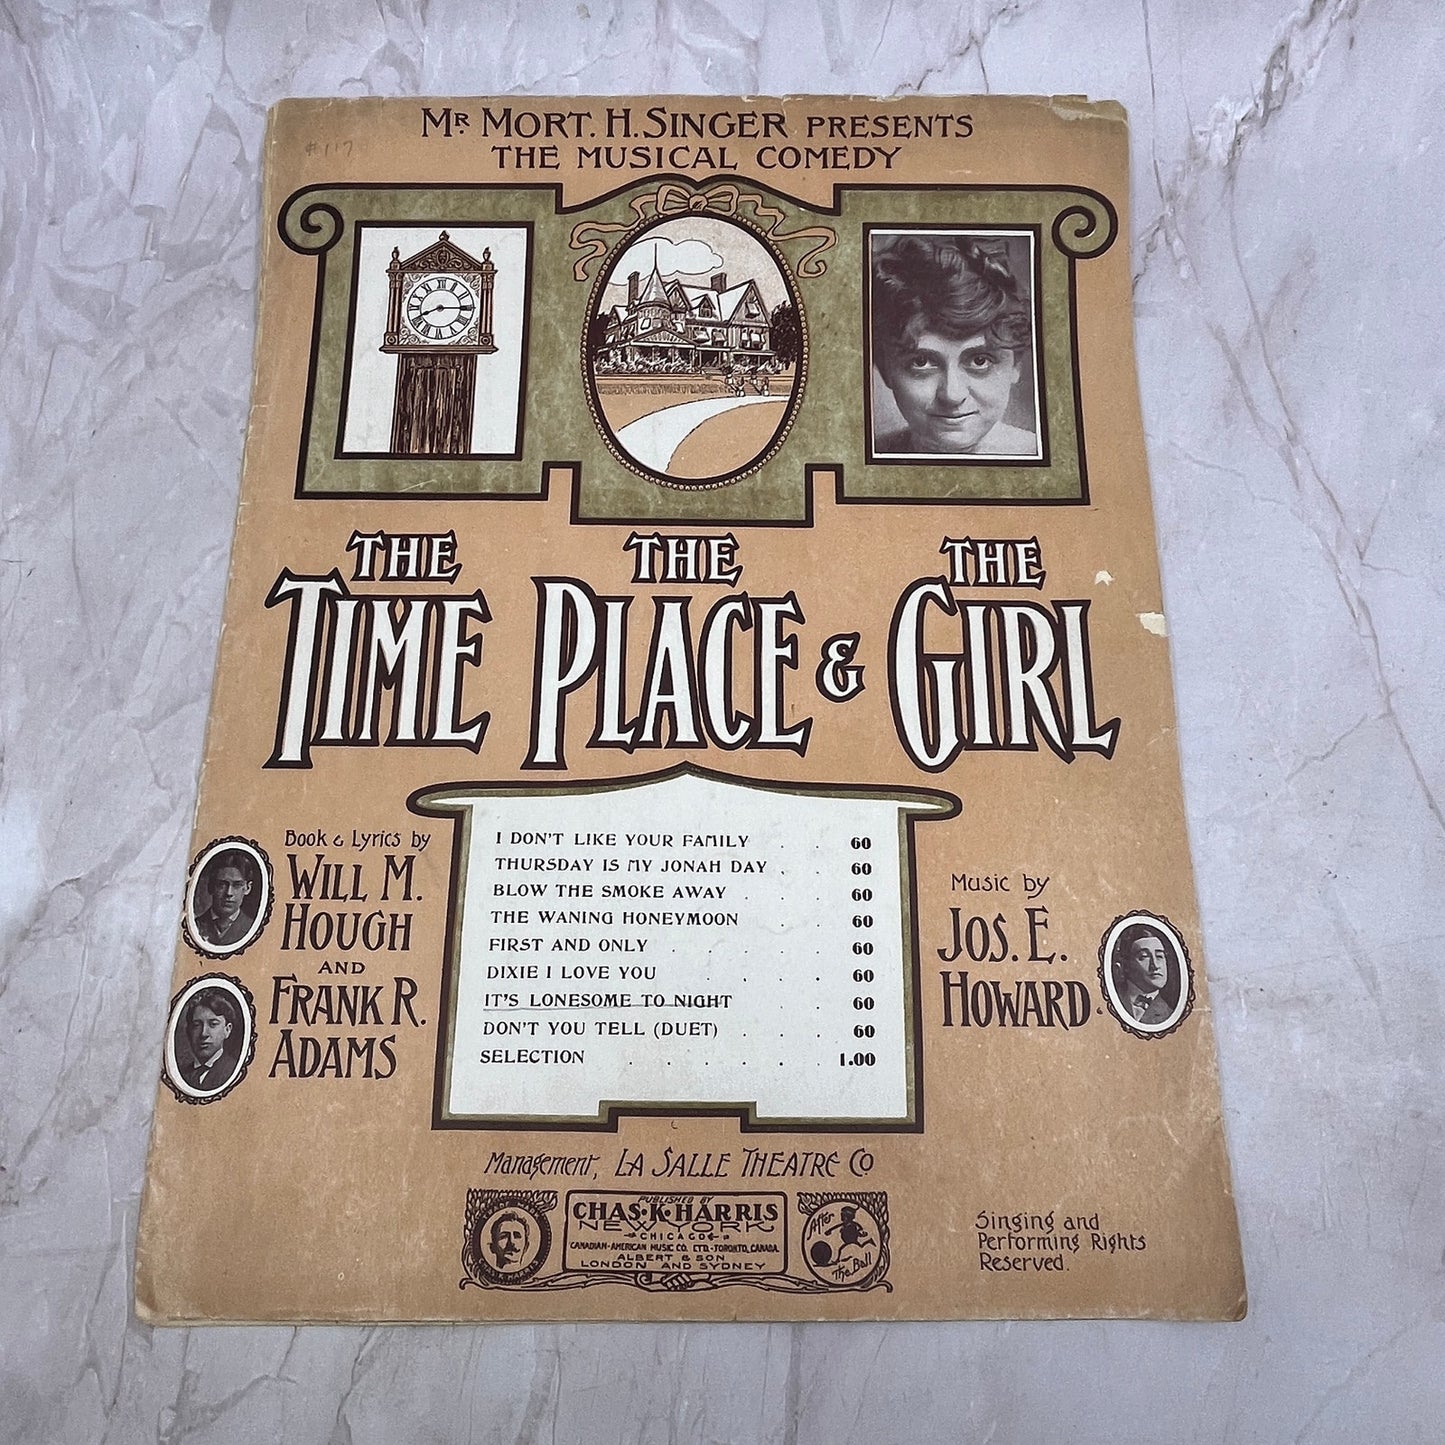 MR MORT. H. SINGER PRESENTS
THE MUSICAL COMEDY
#117
THE TIME THE PLACE & THE GIRL
Book & Lyrics by
WILL M.
HOUGH
AND
FRANK R.
ADAMS
I DON'T LIKE YOUR FAMILY . . 60
THURSDAY IS MY JONAH DAY . . 60
BLOW THE SMOKE AWAY . . . 60
THE WANING HONEYMOON . . 60
FIRST AND ONLY . . . . 60
DIXIE I LOVE YOU . . . . 60
IT'S LONESOME TO NIGHT . . . 60
DON'T YOU TELL (DUET) . . . 60
SELECTION . . . . . 1.00
Music by
JOS. E.
HOWARD.
Management, LA SALLE THEATRE CO
PUBLISHED BY
CHAS. K. HARRIS
NEW YORK
CHICAGO
CANADIAN-AMERICAN MUSIC CO. LTD. TORONTO, CANADA.
ALBERT & SON
LONDON AND SYDNEY
After
The Ball
Singing and
Performing Rights
Reserved.